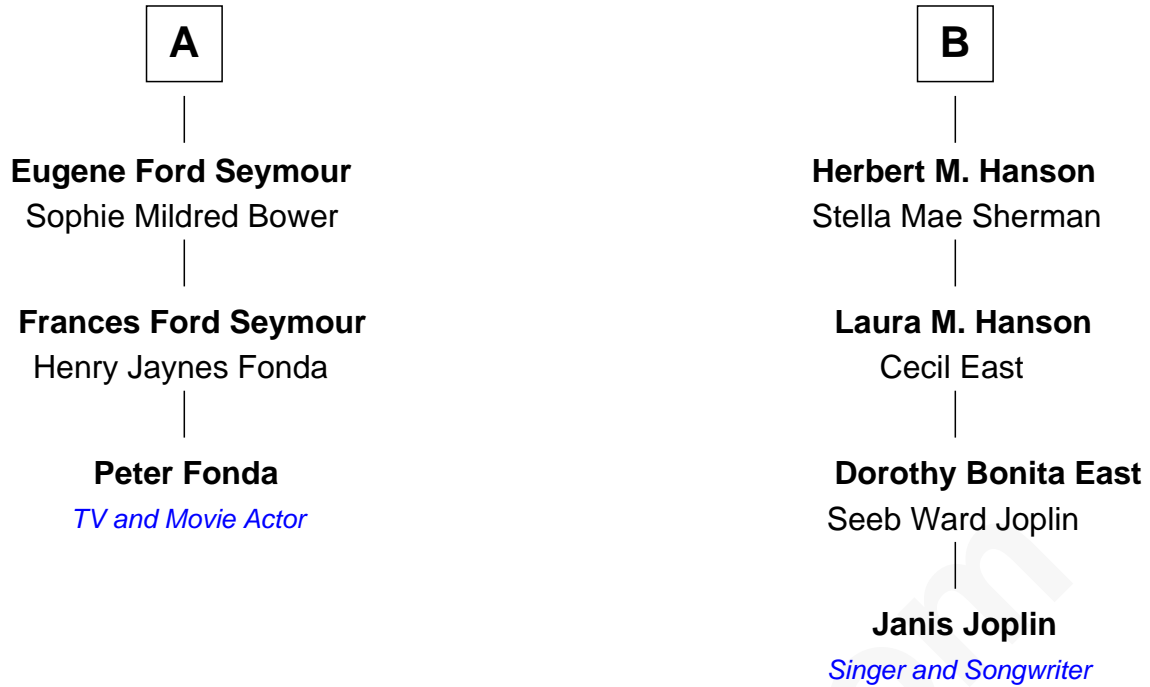 A
Eugene Ford Seymour
Sophie Mildred Bower
Frances Ford Seymour
Henry Jaynes Fonda
Peter Fonda
TV and Movie Actor
B
Herbert M. Hanson
Stella Mae Sherman
Laura M. Hanson
Cecil East
Dorothy Bonita East
Seeb Ward Joplin
Janis Joplin
Singer and Songwriter